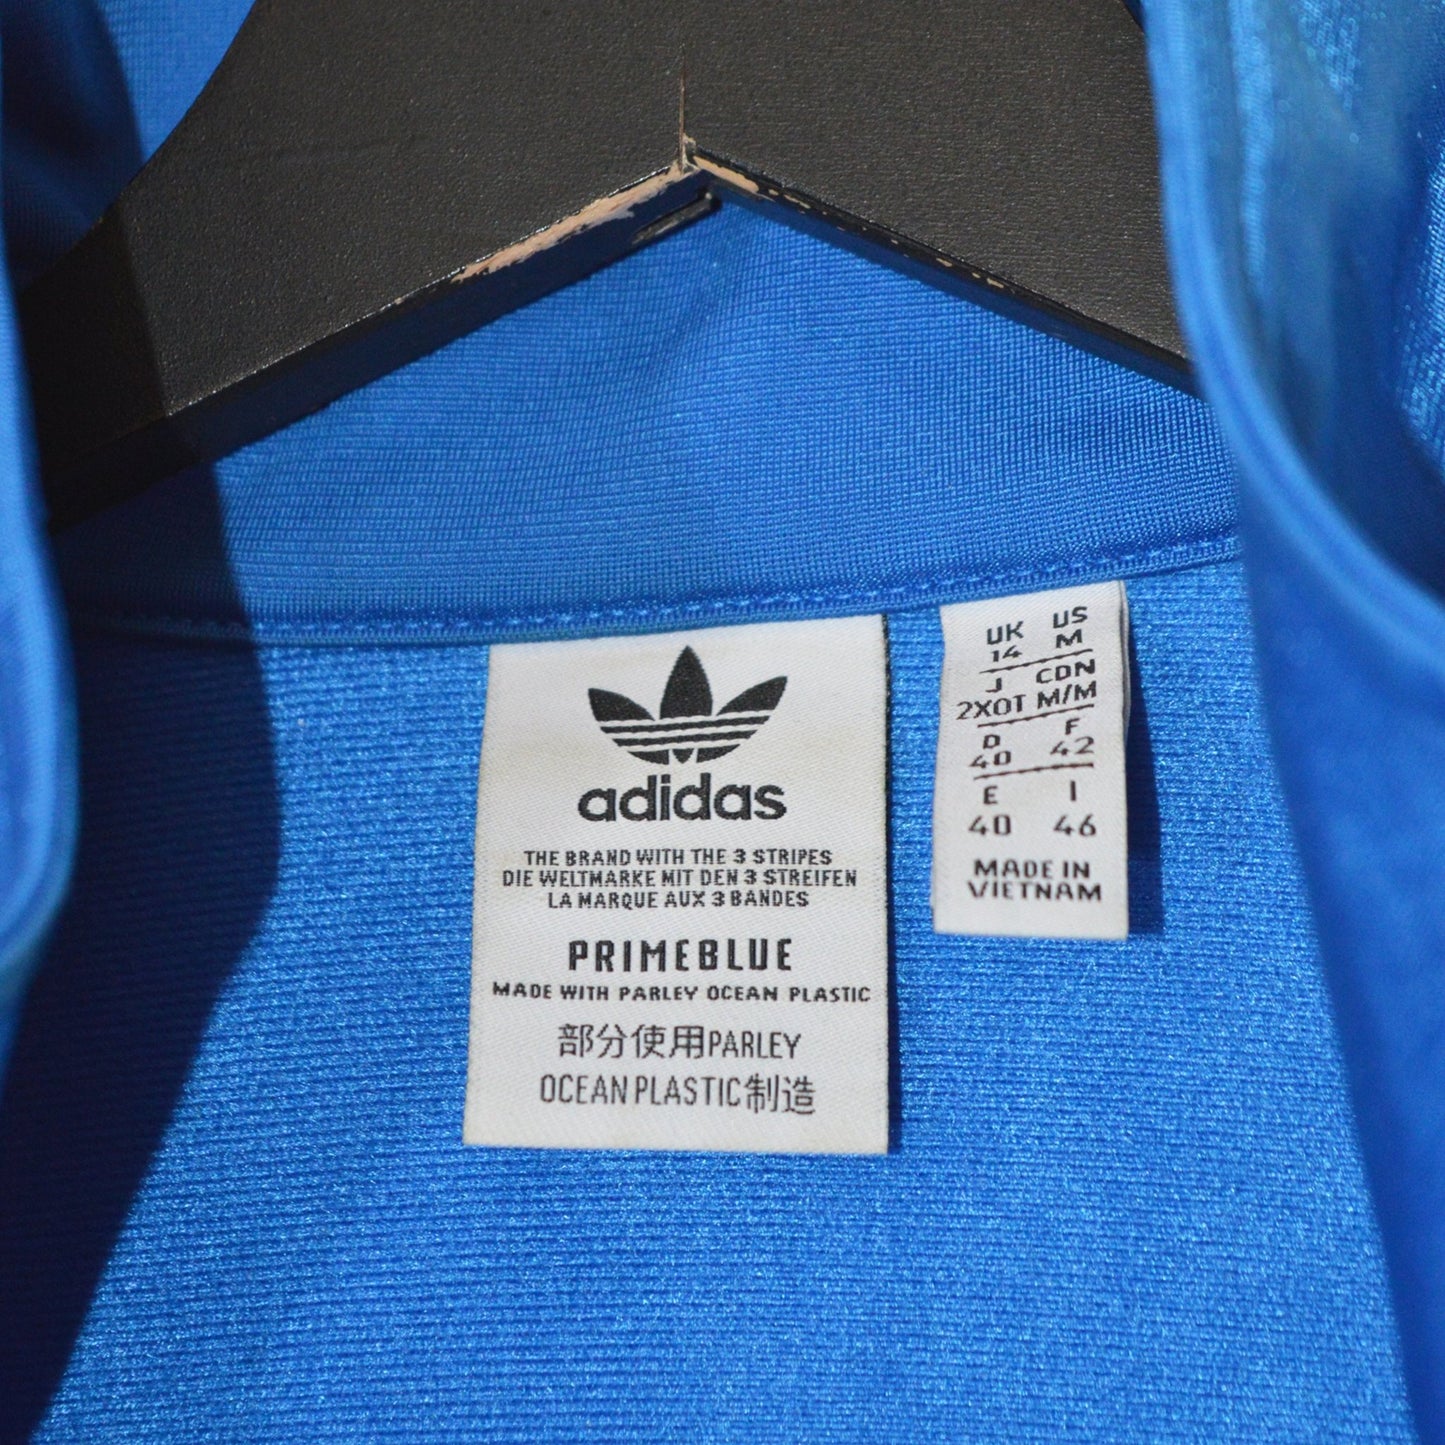 adidas
THE BRAND WITH THE 3 STRIPES
DIE WELTMARKE MIT DEN 3 STREIFEN
LA MARQUE AUX 3 BANDES
PRIMEBLUE
MADE WITH PARLEY OCEAN PLASTIC
部分使用PARLEY
OCEAN PLASTIC制造
UK US
14 M
J CDN
2XOT M/M
D F
40 42
E I
40 46
MADE IN
VIETNAM